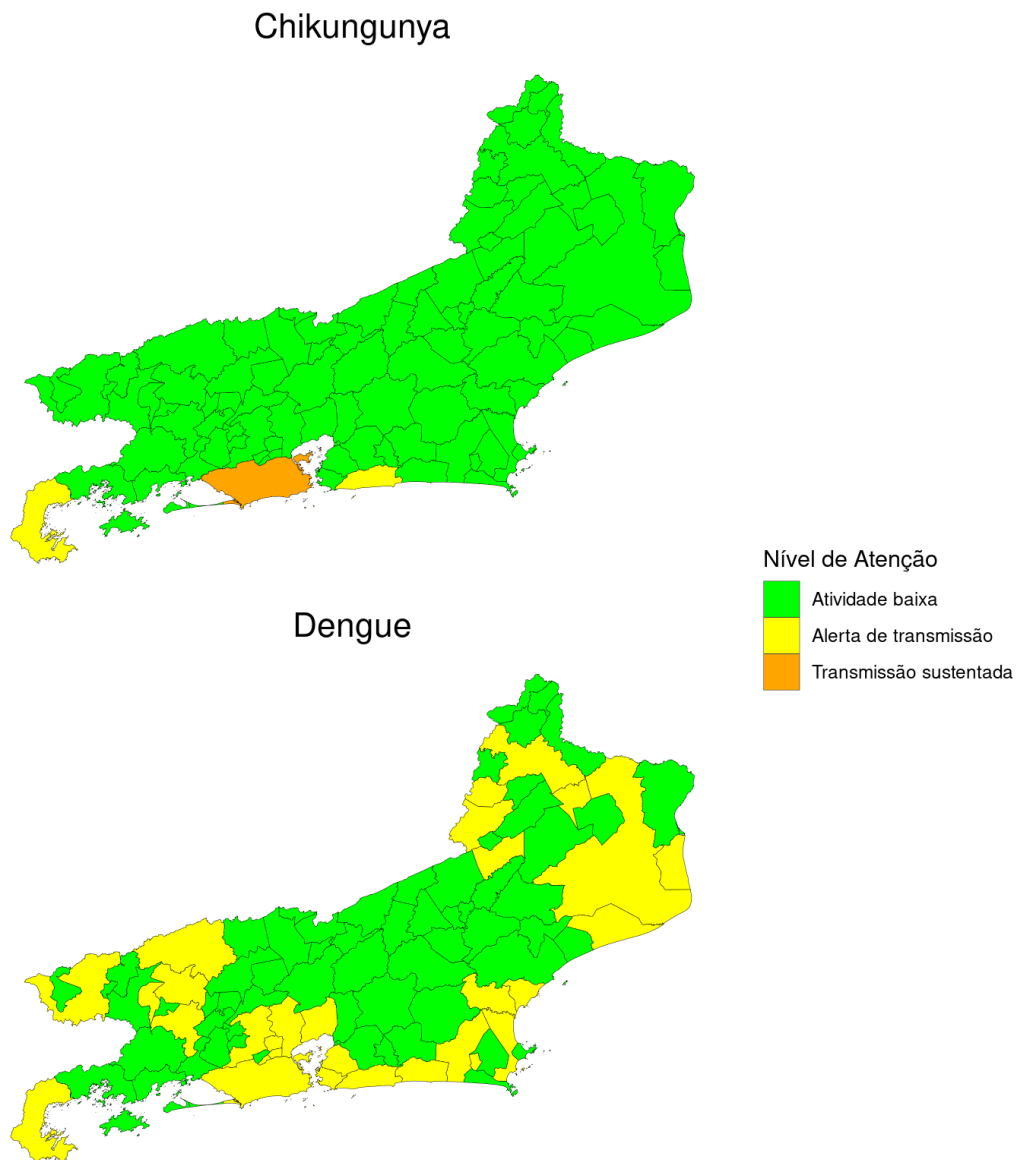 Chikungunya
Nível de Atenção
Atividade baixa
Alerta de transmissão
Transmissão sustentada
Dengue